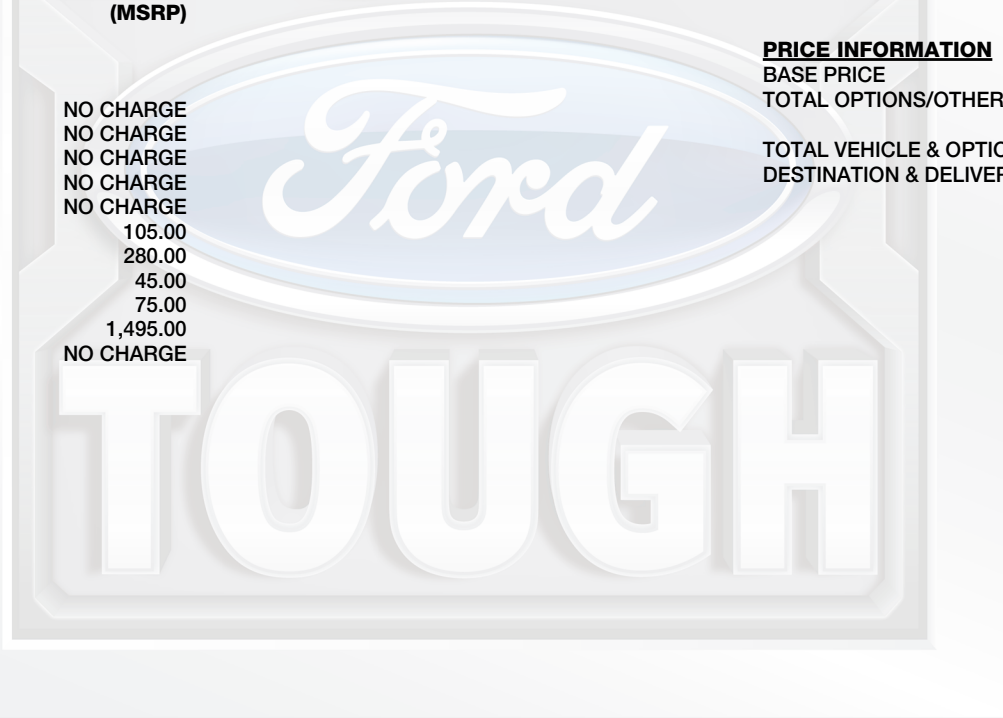 (MSRP)
NO CHARGE
NO CHARGE
NO CHARGE
NO CHARGE
NO CHARGE
105.00
280.00
45.00
75.00
1,495.00
NO CHARGE
PRICE INFORMATION
BASE PRICE
TOTAL OPTIONS/OTHER
TOTAL VEHICLE & OPTIO
DESTINATION & DELIVER
Ford
TOUGH